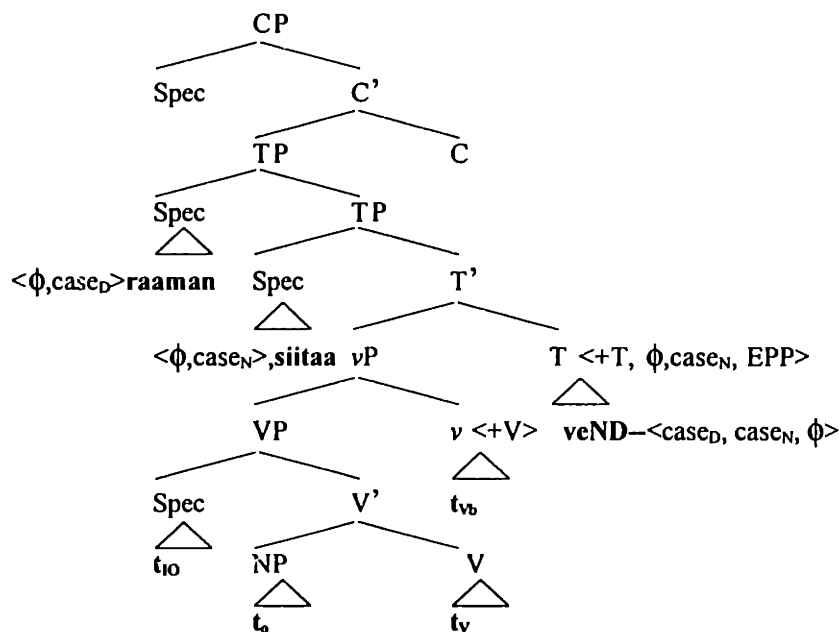 CP
Spec C'
TP C
Spec TP
<ϕ,case_D>raaman Spec T'
<ϕ,case_N>,siitaa vP T <+T, ϕ,case_N, EPP>
VP v <+V> veND–<case_D, case_N, ϕ>
Spec V' t_Vb
t_IO NP V
t_o t_V